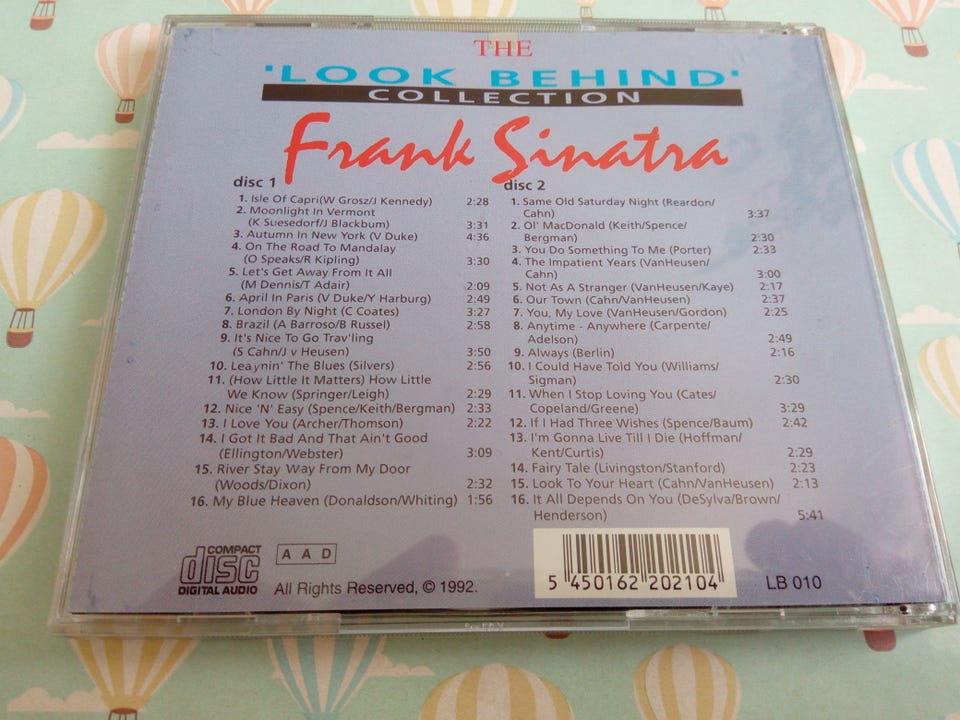 THE
'LOOK BEHIND'
COLLECTION
Frank Sinatra
disc 1
1. Isle Of Capri(W Grosz/J Kennedy) 2:28
2. Moonlight In Vermont
(K Suesedorf/J Blackbum) 3:31
3. Autumn In New York (V Duke) 4:36
4. On The Road To Mandalay
(O Speaks/R Kipling) 3:30
5. Let's Get Away From It All
(M Dennis/T Adair) 2:09
6. April In Paris (V Duke/Y Harburg) 2:49
7. London By Night (C Coates) 3:27
8. Brazil (A Barroso/B Russel) 2:58
9. It's Nice To Go Trav'ling
(S Cahn/J v Heusen) 3:50
10. Leaynin' The Blues (Silvers) 2:56
11. (How Little It Matters) How Little
We Know (Springer/Leigh) 2:29
12. Nice 'N' Easy (Spence/Keith/Bergman) 2:33
13. I Love You (Archer/Thomson) 2:22
14. I Got It Bad And That Ain't Good
(Ellington/Webster) 3:09
15. River Stay Way From My Door
(Woods/Dixon) 2:32
16. My Blue Heaven (Donaldson/Whiting) 1:56
disc 2
1. Same Old Saturday Night (Reardon/
Cahn) 3:37
2. Ol' MacDonald (Keith/Spence/
Bergman) 2:30
3. You Do Something To Me (Porter) 2:33
4. The Impatient Years (VanHeusen/
Cahn) 3:00
5. Not As A Stranger (VanHeusen/Kaye) 2:17
6. Our Town (Cahn/VanHeusen) 2:37
7. You, My Love (VanHeusen/Gordon) 2:25
8. Anytime - Anywhere (Carpente/
Adelson) 2:49
9. Always (Berlin) 2:16
10. I Could Have Told You (Williams/
Sigman) 2:30
11. When I Stop Loving You (Cates/
Copeland/Greene) 3:29
12. If I Had Three Wishes (Spence/Baum) 2:42
13. I'm Gonna Live Till I Die (Hoffman/
Kent/Curtis) 2:29
14. Fairy Tale (Livingston/Stanford) 2:23
15. Look To Your Heart (Cahn/VanHeusen) 2:13
16. It All Depends On You (DeSylva/Brown/
Henderson) 5:41
COMPACT
disc
DIGITAL AUDIO
A A D
All Rights Reserved, © 1992.
5 450162 202104
LB 010